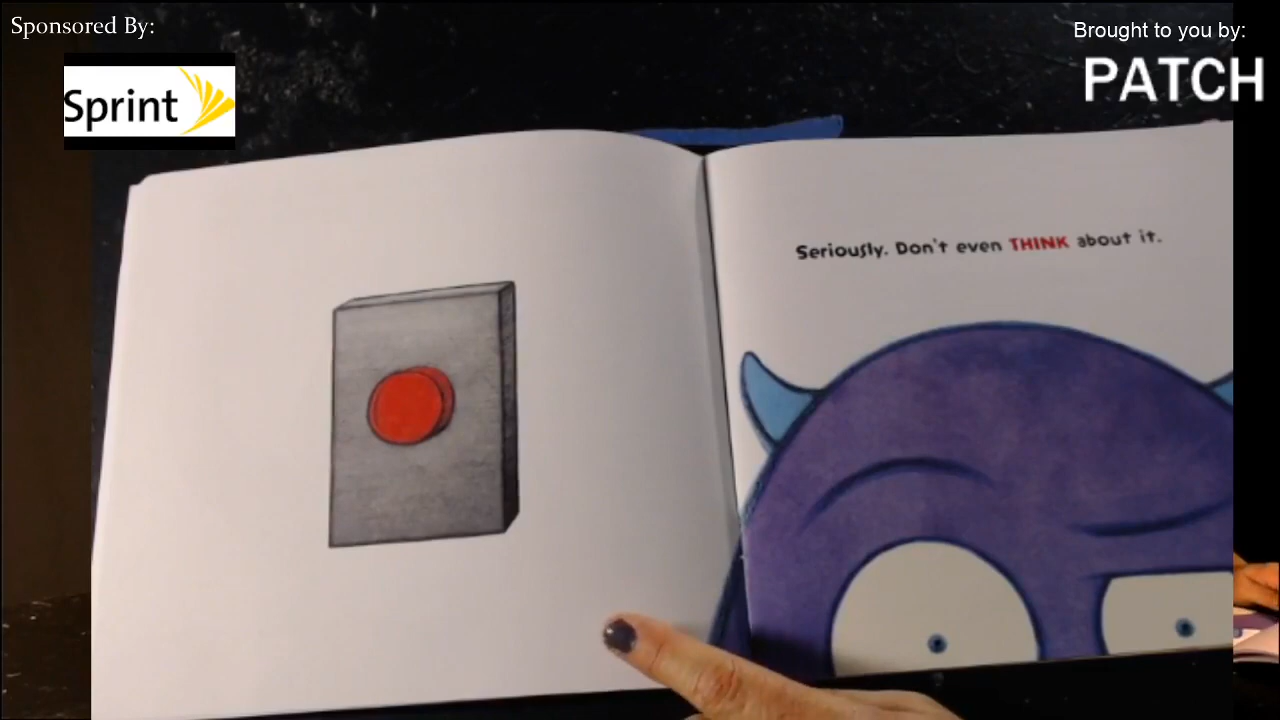 Sponsored By:
Sprint
Brought to you by:
PATCH
Seriously. Don't even THINK about it.